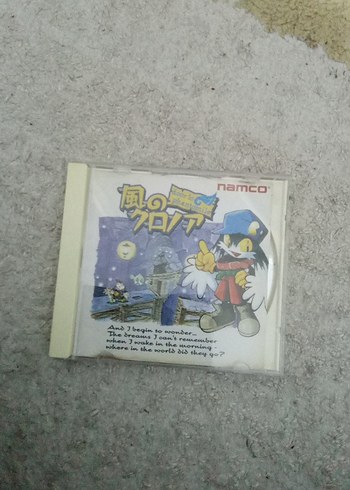 namco
風の
クロノア
And I begin to wonder...
The dreams I can't remember
when I wake in the morning -
where in the world did they go?